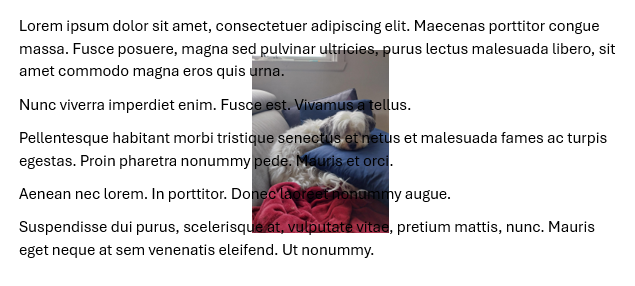 Lorem ipsum dolor sit amet, consectetuer adipiscing elit. Maecenas porttitor congue
massa. Fusce posuere, magna sed pulvinar ultricies, purus lectus malesuada libero, sit
amet commodo magna eros quis urna.
Nunc viverra imperdiet enim. Fusce est. Vivamus a tellus.
Pellentesque habitant morbi tristique senectus et netus et malesuada fames ac turpis
egestas. Proin pharetra nonummy pede. Mauris et orci.
Aenean nec lorem. In porttitor. Donec laoreet nonummy augue.
Suspendisse dui purus, scelerisque at, vulputate vitae, pretium mattis, nunc. Mauris
eget neque at sem venenatis eleifend. Ut nonummy.